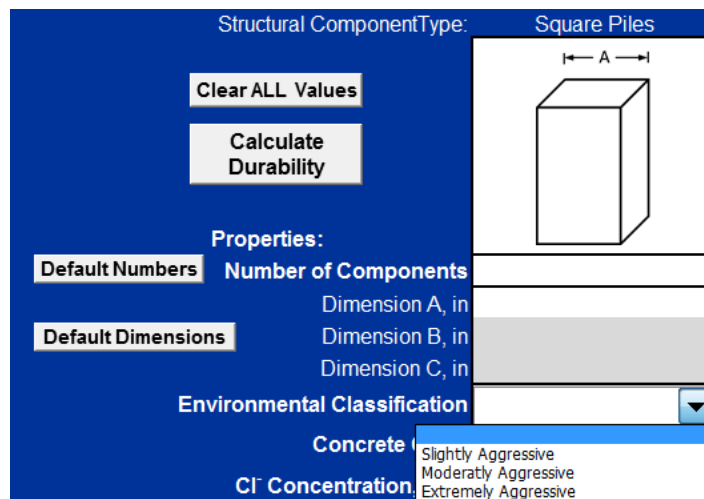 Structural ComponentType: Square Piles
A
Clear ALL Values
Calculate
Durability
Properties:
Default Numbers Number of Components
Dimension A, in
Default Dimensions Dimension B, in
Dimension C, in
Environmental Classification
Concrete
Slightly Aggressive
Moderatly Aggressive
Cl⁻ Concentration, Extremely Aggressive